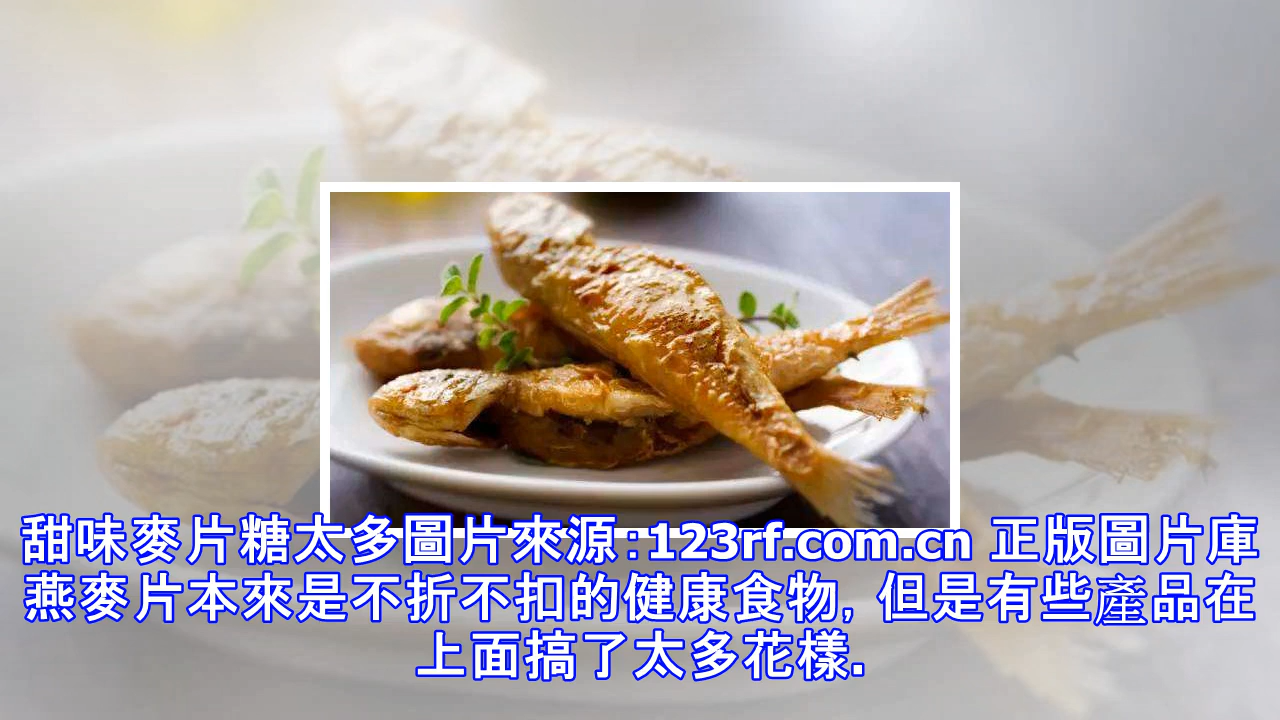 甜味麥片糖太多圖片來源:123rf.com.cn 正版圖片庫
燕麥片本來是不折不扣的健康食物, 但是有些產品在
上面搞了太多花樣.